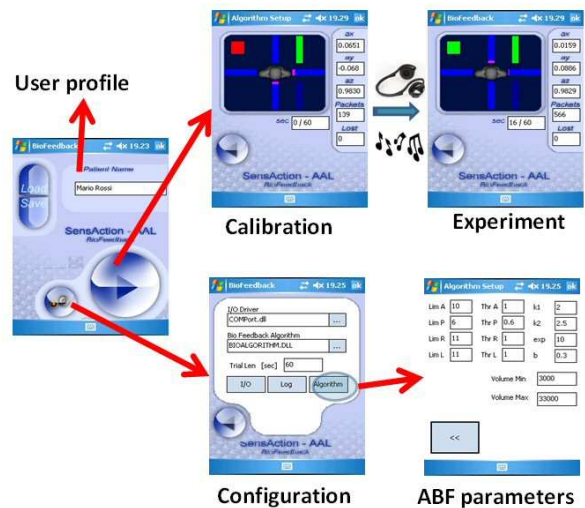 Algorithm Setup 19.29 ok
ax
0.0651
ay
-0.068
az
0.9830
Packets
139
Lost
0
sec 0 / 60
SensAction - AAL
BioFeedback
Calibration
BioFeedback 19.29 ok
ax
0.0159
ay
0.0886
az
0.9829
Packets
566
Lost
0
sec 16 / 60
SensAction - AAL
BioFeedback
Experiment
User profile
BioFeedback 19.23 ok
Load
Save
Patient Name
Mario Rossi
SensAction - AAL
BioFeedback
BioFeedback 19.25 ok
I/O Driver
COMPort.dll ...
Bio Feedback Algorithm
BIOALGORITHM.DLL ...
Trial Len [sec] 60
I/O Log Algorithm
SensAction - AAL
BioFeedback
Configuration
Algorithm Setup 19.25 ok
Lim A 10 Thr A 1 k1 2
Lim P 6 Thr P 0.6 k2 2.5
Lim R 11 Thr R 1 exp 10
Lim L 11 Thr L 1 b 0.3
Volume Min 3000
Volume Max 33000
<<
ABF parameters